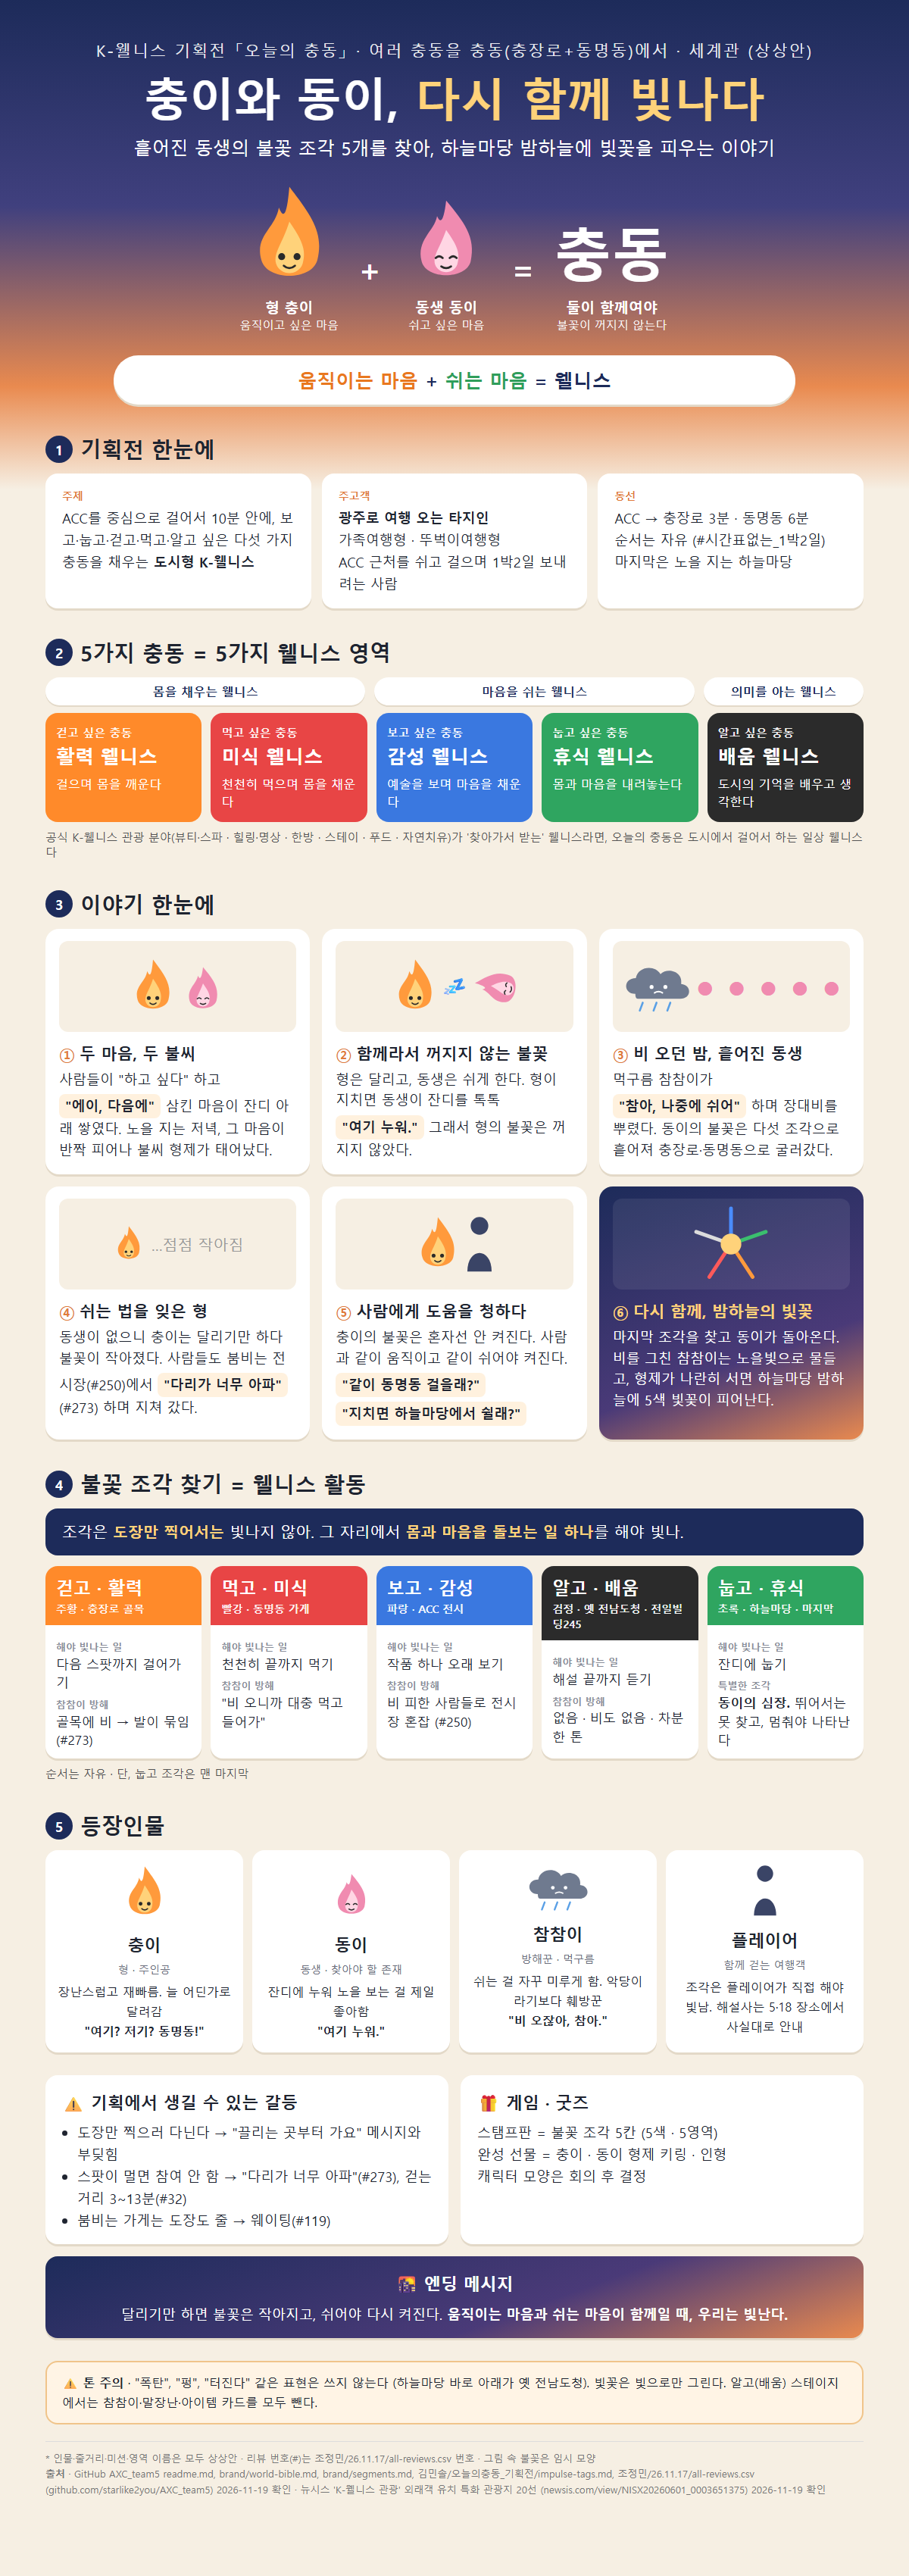 K-웰니스 기획전 「오늘의 충동」 · 여러 충동을 충동(충장로+동명동)에서 · 세계관 (상상안)
충이와 동이, 다시 함께 빛나다
흩어진 동생의 불꽃 조각 5개를 찾아, 하늘마당 밤하늘에 빛꽃을 피우는 이야기
+ = 충동
형 충이
움직이고 싶은 마음
동생 동이
쉬고 싶은 마음
둘이 함께여야
불꽃이 꺼지지 않는다
움직이는 마음 + 쉬는 마음 = 웰니스
1 기획전 한눈에
주제
ACC를 중심으로 걸어서 10분 안에, 보
고·눕고·걷고·먹고·알고 싶은 다섯 가지
충동을 채우는 도시형 K-웰니스
주고객
광주로 여행 오는 타지인
가족여행형 · 뚜벅이여행형
ACC 근처를 쉬고 걸으며 1박2일 보내
려는 사람
동선
ACC → 충장로 3분 · 동명동 6분
순서는 자유 (#시간표없는_1박2일)
마지막은 노을 지는 하늘마당
2 5가지 충동 = 5가지 웰니스 영역
몸을 채우는 웰니스
마음을 쉬는 웰니스
의미를 아는 웰니스
걷고 싶은 충동
활력 웰니스
걸으며 몸을 깨운다
먹고 싶은 충동
미식 웰니스
천천히 먹으며 몸을 채운
다
보고 싶은 충동
감성 웰니스
예술을 보며 마음을 채운
다
눕고 싶은 충동
휴식 웰니스
몸과 마음을 내려놓는다
알고 싶은 충동
배움 웰니스
도시의 기억을 배우고 생
각한다
공식 K-웰니스 관광 분야(뷰티·스파 · 힐링·명상 · 한방 · 스테이 · 푸드 · 자연치유)가 '찾아가서 받는' 웰니스라면, 오늘의 충동은 도시에서 걸어서 하는 일상 웰니스
다
3 이야기 한눈에
① 두 마음, 두 불씨
사람들이 "하고 싶다" 하고
"에이, 다음에" 삼킨 마음이 잔디 아
래 쌓였다. 노을 지는 저녁, 그 마음이
반짝 피어나 불씨 형제가 태어났다.
② 함께라서 꺼지지 않는 불꽃
형은 달리고, 동생은 쉬게 한다. 형이
지치면 동생이 잔디를 톡톡
"여기 누워." 그래서 형의 불꽃은 꺼
지지 않았다.
③ 비 오던 밤, 흩어진 동생
먹구름 참참이가
"참아, 나중에 쉬어" 하며 장대비를
뿌렸다. 동이의 불꽃은 다섯 조각으로
흩어져 충장로·동명동으로 굴러갔다.
...점점 작아짐
④ 쉬는 법을 잊은 형
동생이 없으니 충이는 달리기만 하다
불꽃이 작아졌다. 사람들도 붐비는 전
시장(#250)에서 "다리가 너무 아파"
(#273) 하며 지쳐 갔다.
⑤ 사람에게 도움을 청하다
충이의 불꽃은 혼자선 안 켜진다. 사람
과 같이 움직이고 같이 쉬어야 켜진다.
"같이 동명동 걸을래?"
"지치면 하늘마당에서 쉴래?"
⑥ 다시 함께, 밤하늘의 빛꽃
마지막 조각을 찾고 동이가 돌아온다.
비를 그친 참참이는 노을빛으로 물들
고, 형제가 나란히 서면 하늘마당 밤하
늘에 5색 빛꽃이 피어난다.
4 불꽃 조각 찾기 = 웰니스 활동
조각은 도장만 찍어서는 빛나지 않아. 그 자리에서 몸과 마음을 돌보는 일 하나를 해야 빛나.
걷고 · 활력
주황 · 충장로 골목
해야 빛나는 일
다음 스팟까지 걸어가
기
참참이 방해
골목에 비 → 발이 묶임
(#273)
먹고 · 미식
빨강 · 동명동 가게
해야 빛나는 일
천천히 끝까지 먹기
참참이 방해
"비 오니까 대충 먹고
들어가"
보고 · 감성
파랑 · ACC 전시
해야 빛나는 일
작품 하나 오래 보기
참참이 방해
비 피한 사람들로 전시
장 혼잡 (#250)
알고 · 배움
검정 · 옛 전남도청 · 전일빌
딩245
해야 빛나는 일
해설 끝까지 듣기
참참이 방해
없음 · 비도 없음 · 차분
한 톤
눕고 · 휴식
초록 · 하늘마당 · 마지막
해야 빛나는 일
잔디에 눕기
특별한 조각
동이의 심장. 뛰어서는
못 찾고, 멈춰야 나타난
다
순서는 자유 · 단, 눕고 조각은 맨 마지막
5 등장인물
충이
형 · 주인공
장난스럽고 재빠름. 늘 어딘가로
달려감
"여기? 저기? 동명동!"
동이
동생 · 찾아야 할 존재
잔디에 누워 노을 보는 걸 제일
좋아함
"여기 누워."
참참이
방해꾼 · 먹구름
쉬는 걸 자꾸 미루게 함. 악당이
라기보다 훼방꾼
"비 오잖아, 참아."
플레이어
함께 걷는 여행객
조각은 플레이어가 직접 해야
빛남. 해설사는 5·18 장소에서
사실대로 안내
⚠️ 기획에서 생길 수 있는 갈등
• 도장만 찍으러 다닌다 → "끌리는 곳부터 가요" 메시지와
부딪힘
• 스팟이 멀면 참여 안 함 → "다리가 너무 아파"(#273), 걷는
거리 3~13분(#32)
• 붐비는 가게는 도장도 줄 → 웨이팅(#119)
🎁 게임 · 굿즈
스탬프판 = 불꽃 조각 5칸 (5색 · 5영역)
완성 선물 = 충이 · 동이 형제 키링 · 인형
캐릭터 모양은 회의 후 결정
🎇 엔딩 메시지
달리기만 하면 불꽃은 작아지고, 쉬어야 다시 켜진다. 움직이는 마음과 쉬는 마음이 함께일 때, 우리는 빛난다.
⚠️ 톤 주의 · "폭탄", "펑", "터진다" 같은 표현은 쓰지 않는다 (하늘마당 바로 아래가 옛 전남도청). 빛꽃은 빛으로만 그린다. 알고(배움) 스테이지
에서는 참참이·말장난·아이템 카드를 모두 뺀다.
* 인물·줄거리·미션·영역 이름은 모두 상상안 · 리뷰 번호(#)는 조정민/26.11.17/all-reviews.csv 번호 · 그림 속 불꽃은 임시 모양
출처 · GitHub AXC_team5 readme.md, brand/world-bible.md, brand/segments.md, 김민솔/오늘의충동_기획전/impulse-tags.md, 조정민/26.11.17/all-reviews.csv
(github.com/starlike2you/AXC_team5) 2026-11-19 확인 · 뉴시스 'K-웰니스 관광' 외래객 유치 특화 관광지 20선 (newsis.com/view/NISX20260601_0003651375) 2026-11-19 확인